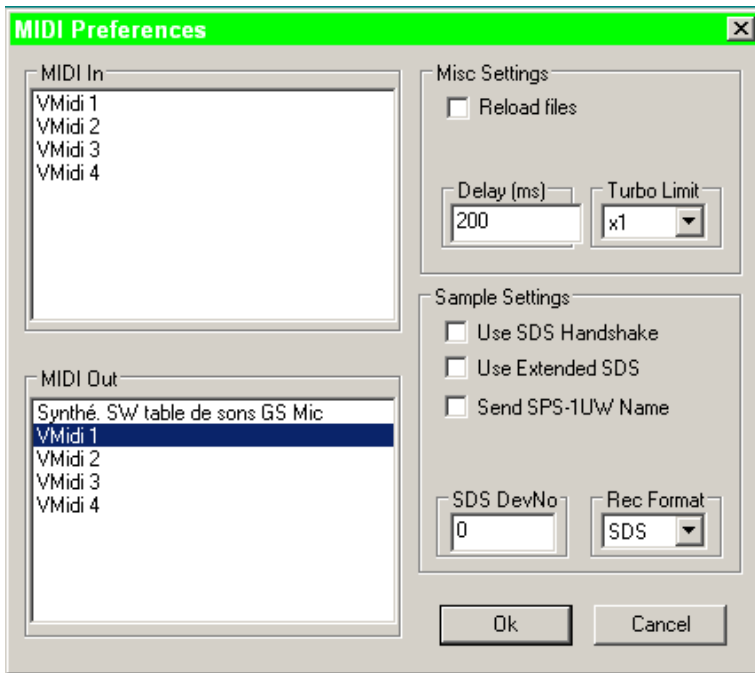 MIDI Preferences
MIDI In
VMidi 1
VMidi 2
VMidi 3
VMidi 4
MIDI Out
Synthé. SW table de sons GS Mic
VMidi 1
VMidi 2
VMidi 3
VMidi 4
Misc Settings
Reload files
Delay (ms)
200
Turbo Limit
x1
Sample Settings
Use SDS Handshake
Use Extended SDS
Send SPS-1UW Name
SDS DevNo
0
Rec Format
SDS
Ok
Cancel